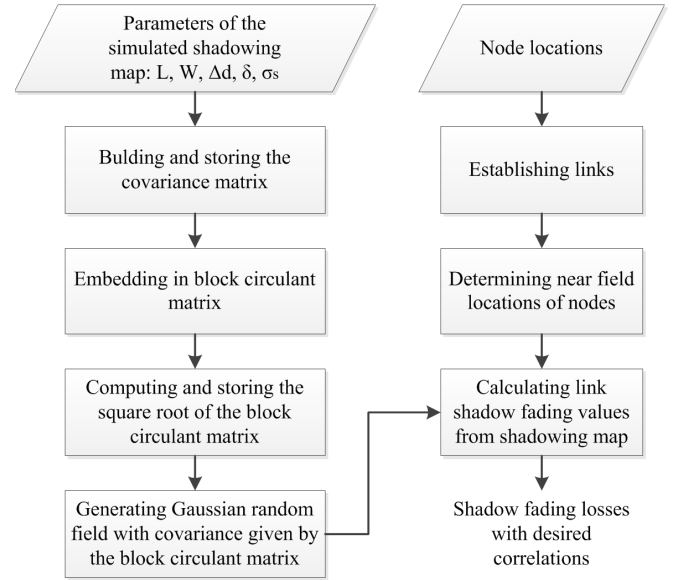 Parameters of the
simulated shadowing
map: L, W, Δd, δ, σs
Bulding and storing the
covariance matrix
Embedding in block circulant
matrix
Computing and storing the
square root of the block
circulant matrix
Generating Gaussian random
field with covariance given by
the block circulant matrix
Node locations
Establishing links
Determining near field
locations of nodes
Calculating link
shadow fading values
from shadowing map
Shadow fading losses
with desired
correlations